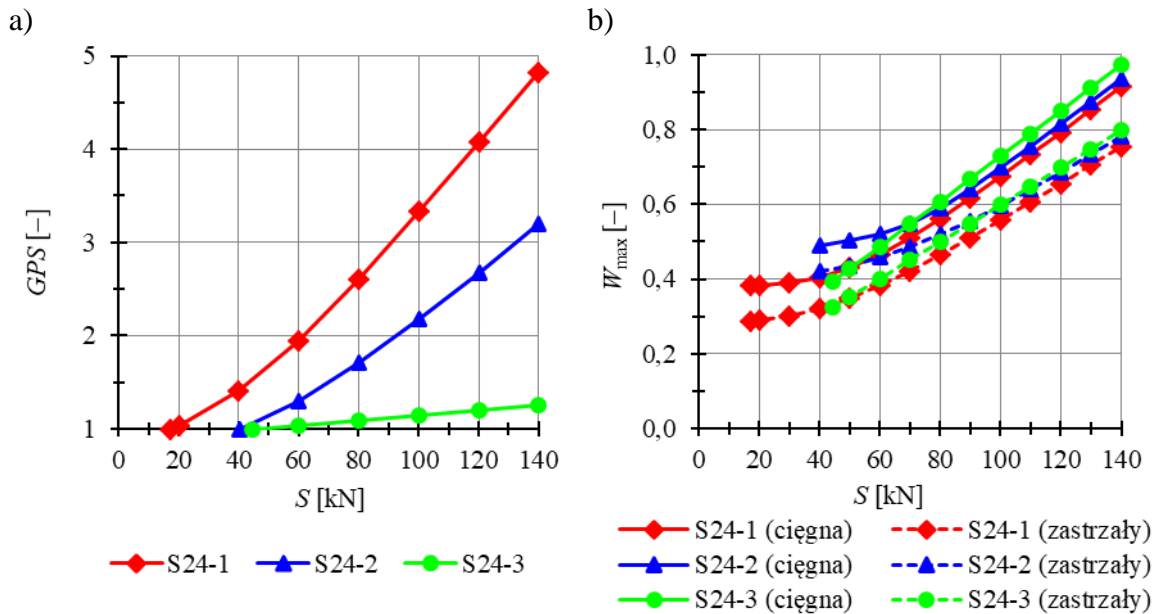 a)
5
4
3
2
1
GPS [–]
0 20 40 60 80 100 120 140
S [kN]
S24-1 S24-2 S24-3
b)
1,0
0,8
0,6
0,4
0,2
0,0
Wmax [–]
0 20 40 60 80 100 120 140
S [kN]
S24-1 (cięgna) S24-1 (zastrzały)
S24-2 (cięgna) S24-2 (zastrzały)
S24-3 (cięgna) S24-3 (zastrzały)